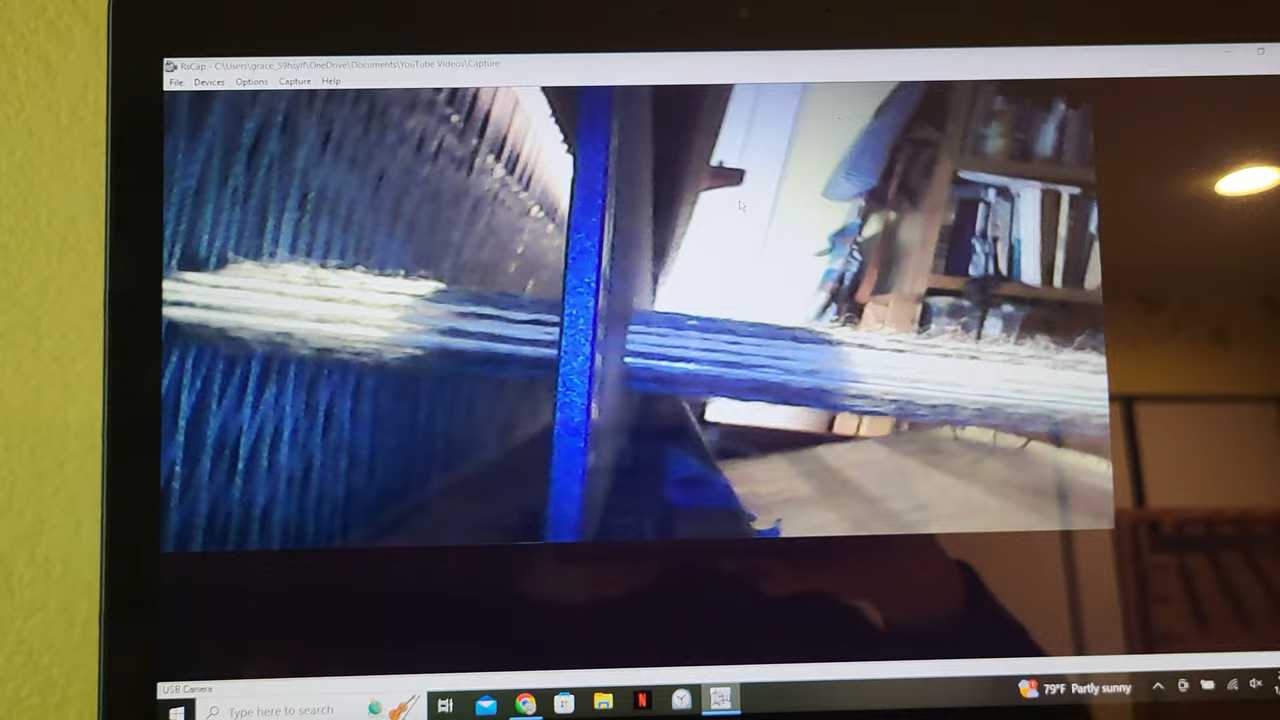 RsCap - C:\Users\grace_59hsylf\OneDrive\Documents\YouTube Videos\Capture
File Devices Options Capture Help
USB Camera
Type here to search
79°F Partly sunny